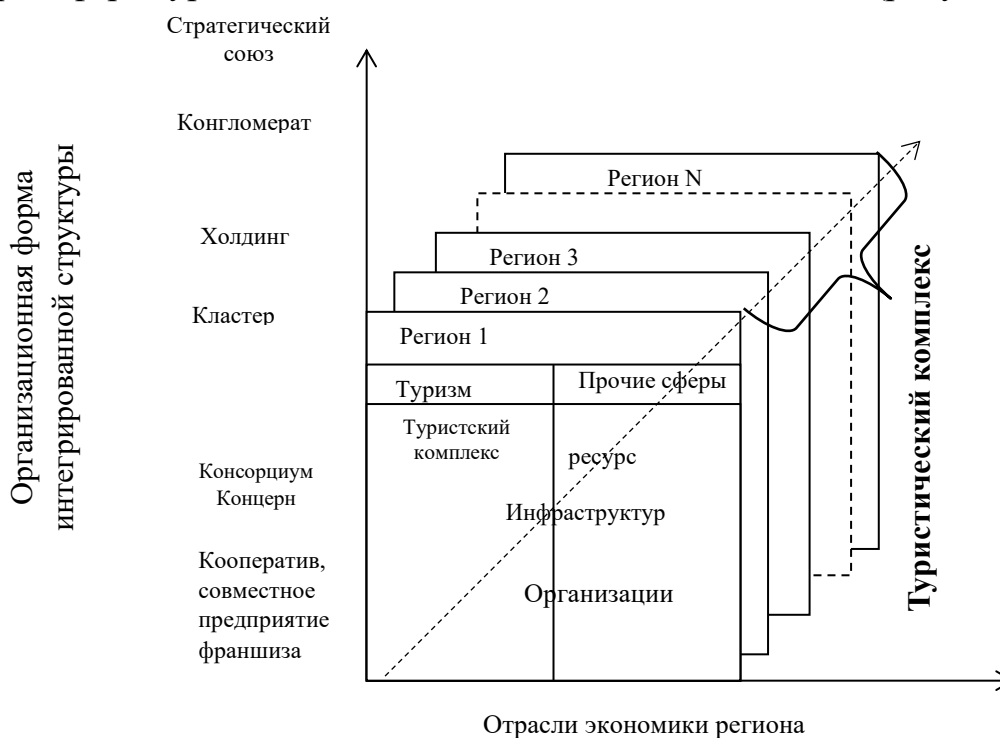 Стратегический
союз
Конгломерат
Холдинг
Кластер
Консорциум
Концерн
Кооператив,
совместное
предприятие
франшиза
Организационная форма
интегрированной структуры
Регион N
Регион 3
Регион 2
Регион 1
Туризм
Прочие сферы
Туристский
комплекс
ресурс
Инфраструктур
Организации
Туристический комплекс
Отрасли экономики региона